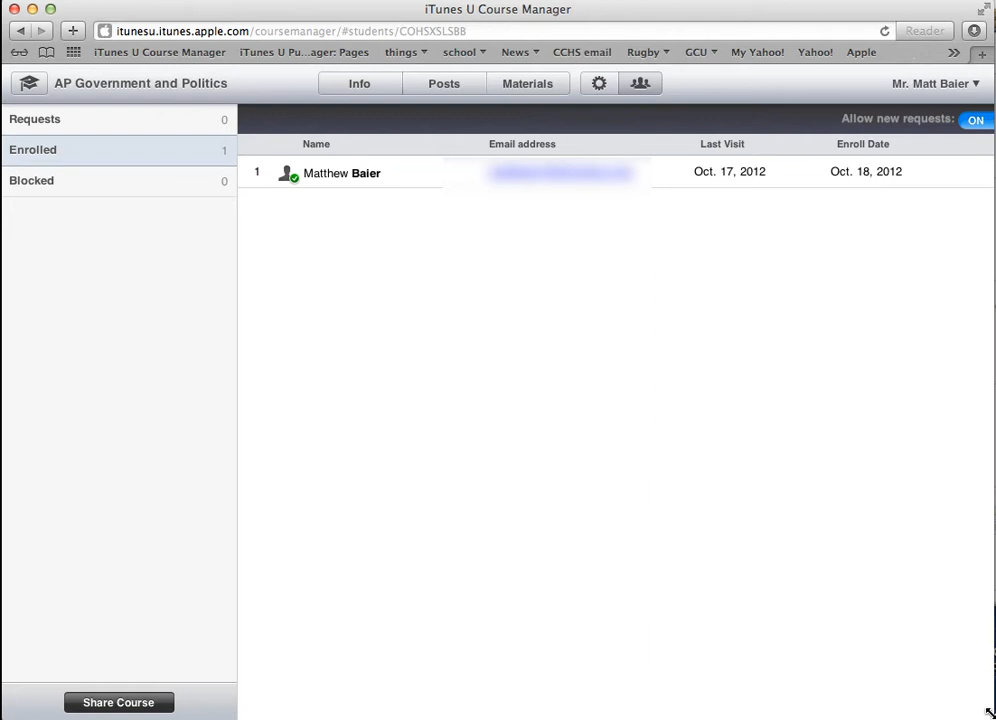 iTunes U Course Manager
itunesu.itunes.apple.com/coursemanager/#students/COHSXSLSBB Reader
iTunes U Course Manager iTunes U Pu...ager: Pages things ▾ school ▾ News ▾ CCHS email Rugby ▾ GCU ▾ My Yahoo! Yahoo! Apple >> +
AP Government and Politics Info Posts Materials Mr. Matt Baier ▾
Requests 0 Allow new requests: ON
Enrolled 1 Name Email address Last Visit Enroll Date
1 Matthew Baier Oct. 17, 2012 Oct. 18, 2012
Blocked 0
Share Course